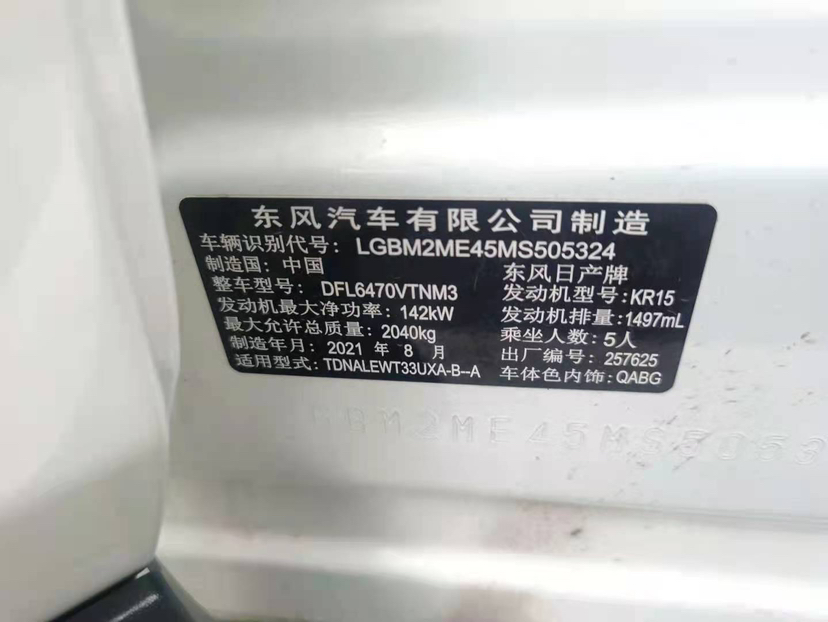 东风汽车有限公司制造
车辆识别代号: LGBM2ME45MS505324
制造国: 中国 东风日产牌
整车型号: DFL6470VTNM3 发动机型号:KR15
发动机最大净功率: 142kW 发动机排量: 1497mL
最大允许总质量: 2040kg 乘坐人数: 5人
制造年月: 2021 年 8 月 出厂编号: 257625
适用型式: TDNALEWT33UXA-B--A 车体色内饰: QABG
GBM2ME45MS5053